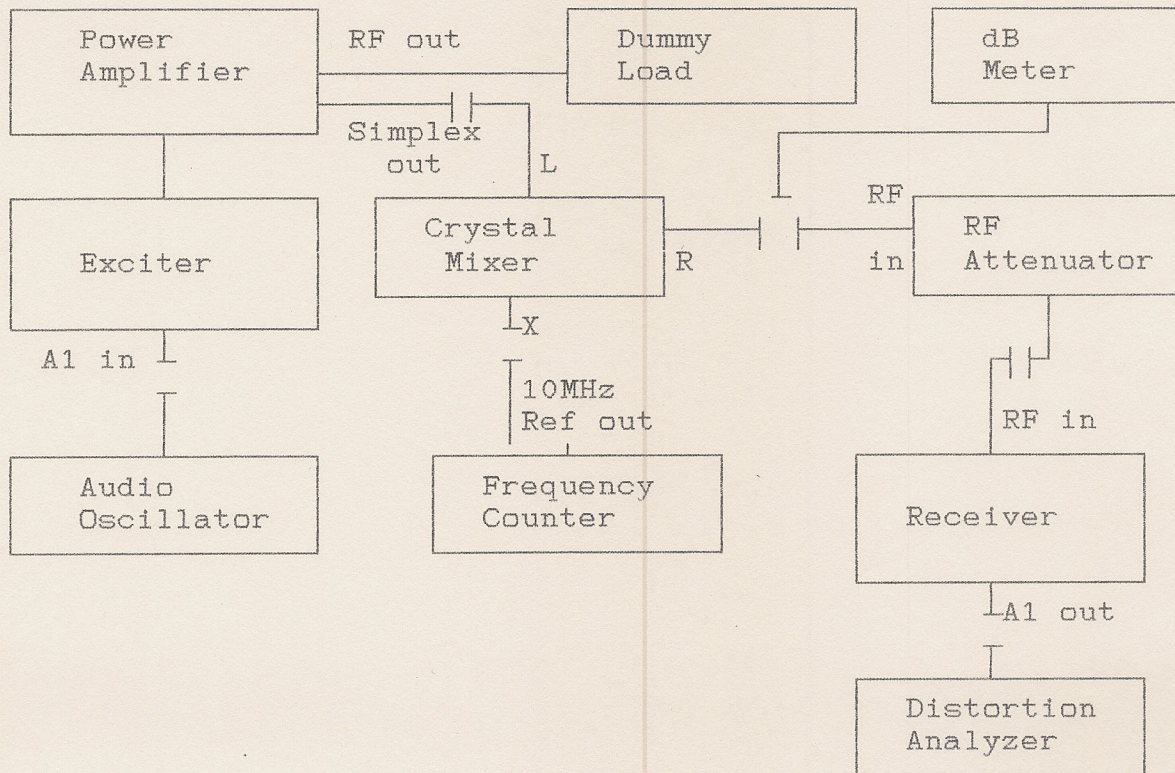 Power
Amplifier
RF out
Dummy
Load
dB
Meter
Simplex
out
L
RF
in
Exciter
Crystal
Mixer
R
RF
Attenuator
X
A1 in
10MHz
Ref out
RF in
Audio
Oscillator
Frequency
Counter
Receiver
A1 out
Distortion
Analyzer